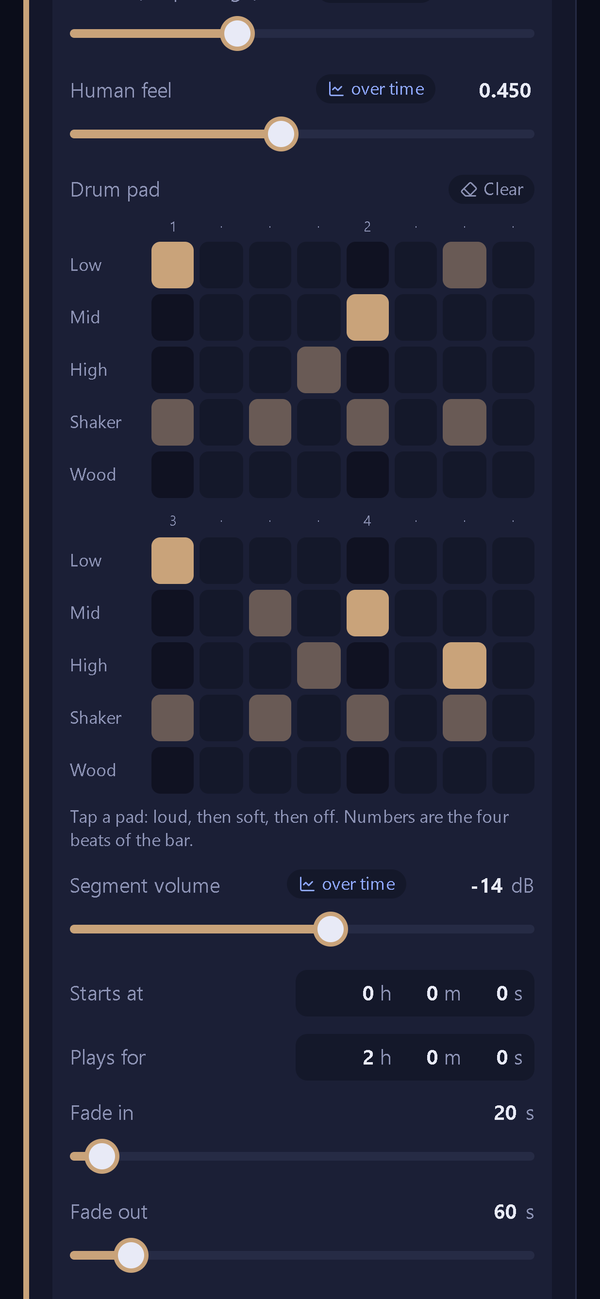 Human feel over time 0.450
Drum pad Clear
1 · · · 2 · · ·
Low
Mid
High
Shaker
Wood
3 · · · 4 · · ·
Low
Mid
High
Shaker
Wood
Tap a pad: loud, then soft, then off. Numbers are the four
beats of the bar.
Segment volume over time -14 dB
Starts at 0 h 0 m 0 s
Plays for 2 h 0 m 0 s
Fade in 20 s
Fade out 60 s